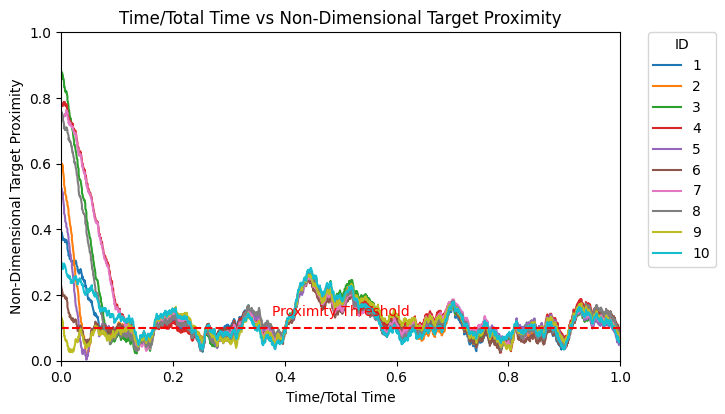 Time/Total Time vs Non-Dimensional Target Proximity
Non-Dimensional Target Proximity
1.0
0.8
0.6
0.4
0.2
0.0
Proximity Threshold
0.0 0.2 0.4 0.6 0.8 1.0
Time/Total Time
ID
1
2
3
4
5
6
7
8
9
10